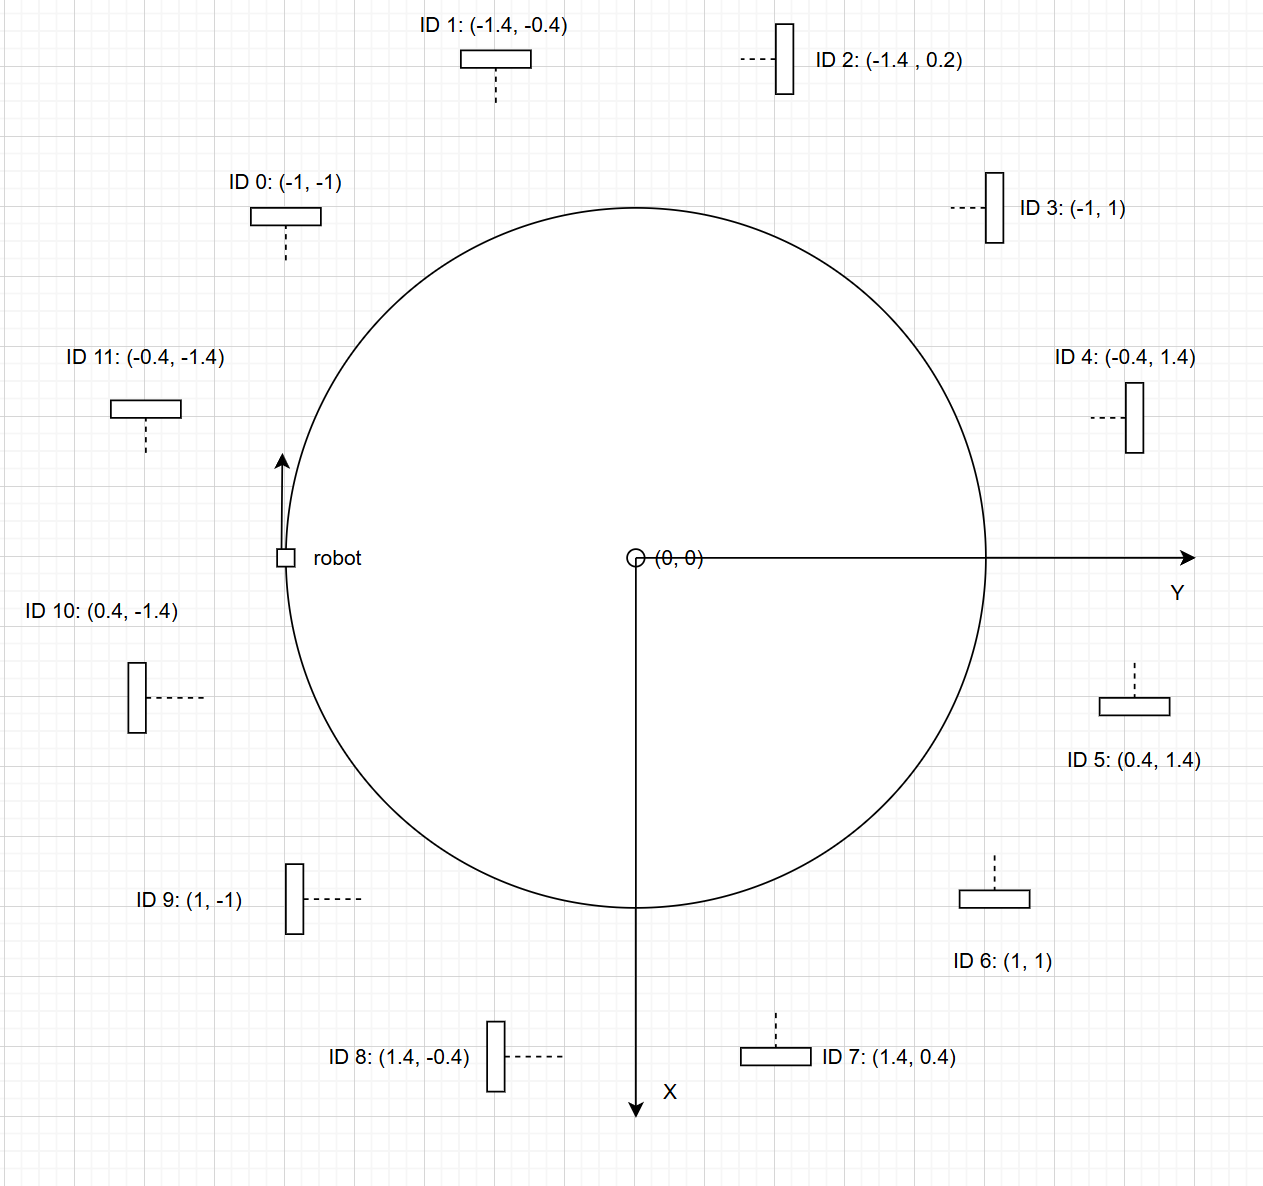 ID 1: (-1.4, -0.4)
ID 2: (-1.4 , 0.2)
ID 0: (-1, -1)
ID 3: (-1, 1)
ID 11: (-0.4, -1.4)
ID 4: (-0.4, 1.4)
robot
(0, 0)
Y
ID 10: (0.4, -1.4)
ID 5: (0.4, 1.4)
ID 9: (1, -1)
ID 6: (1, 1)
ID 8: (1.4, -0.4)
ID 7: (1.4, 0.4)
X